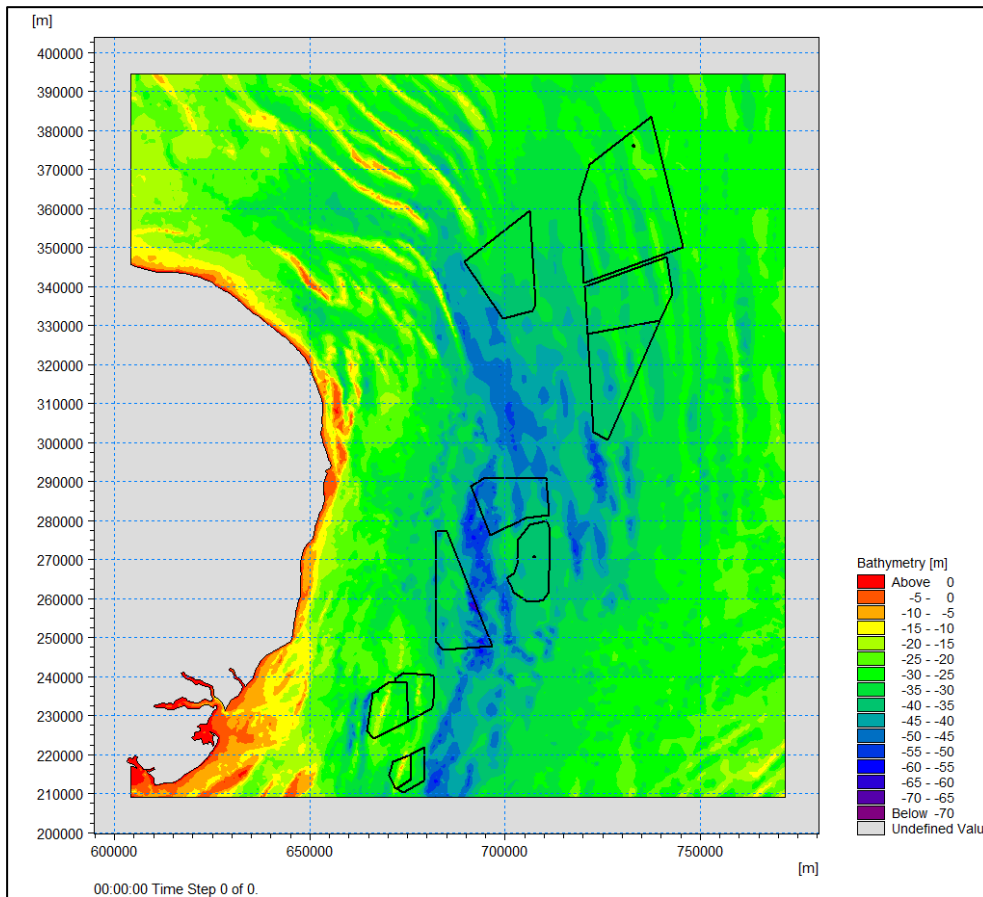 [m]
400000
390000
380000
370000
360000
350000
340000
330000
320000
310000
300000
290000
280000
270000
260000
250000
240000
230000
220000
210000
200000
600000
650000
700000
750000
[m]
00:00:00 Time Step 0 of 0.
Bathymetry [m]
Above 0
-5 - 0
-10 - -5
-15 - -10
-20 - -15
-25 - -20
-30 - -25
-35 - -30
-40 - -35
-45 - -40
-50 - -45
-55 - -50
-60 - -55
-65 - -60
-70 - -65
Below -70
Undefined Valu